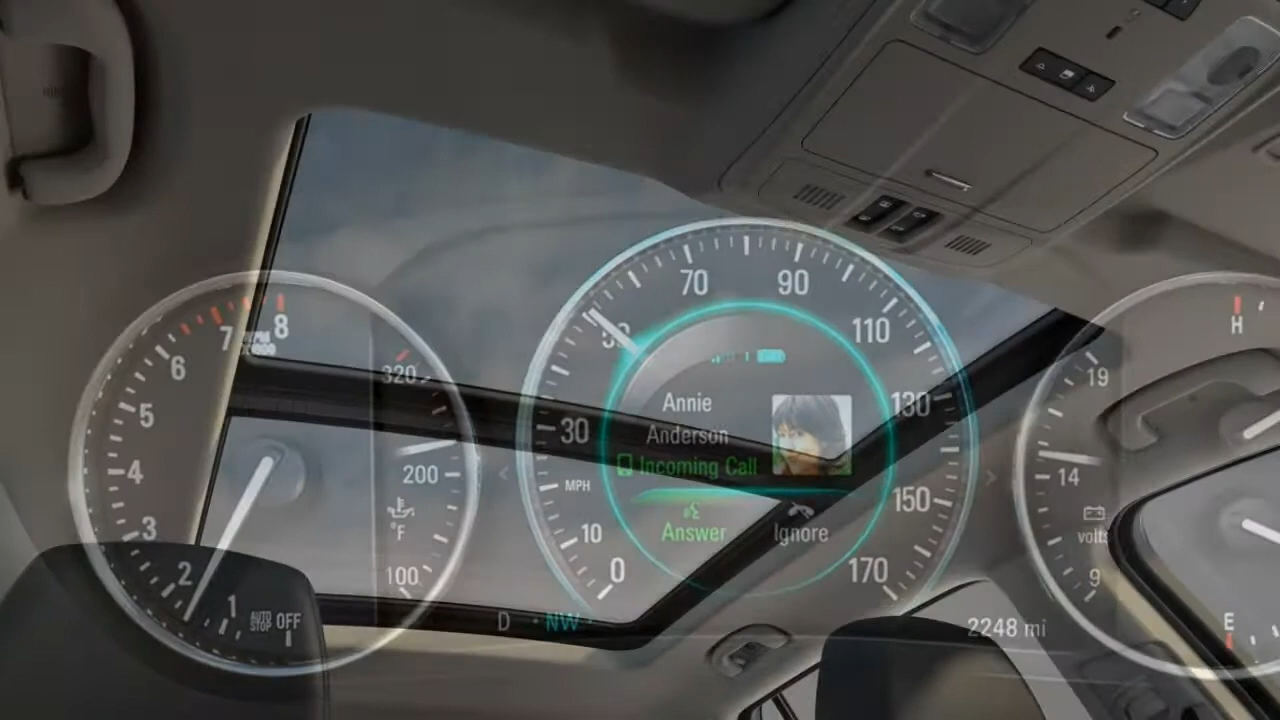 8
7
6
5
4
3
2
1
AUTO
STOP
OFF
320
200
°F
100
70
90
110
130
150
170
30
MPH
10
0
Annie
Anderson
Incoming Call
Answer
Ignore
D
NW
2248 mi
H
19
14
volts
9
E